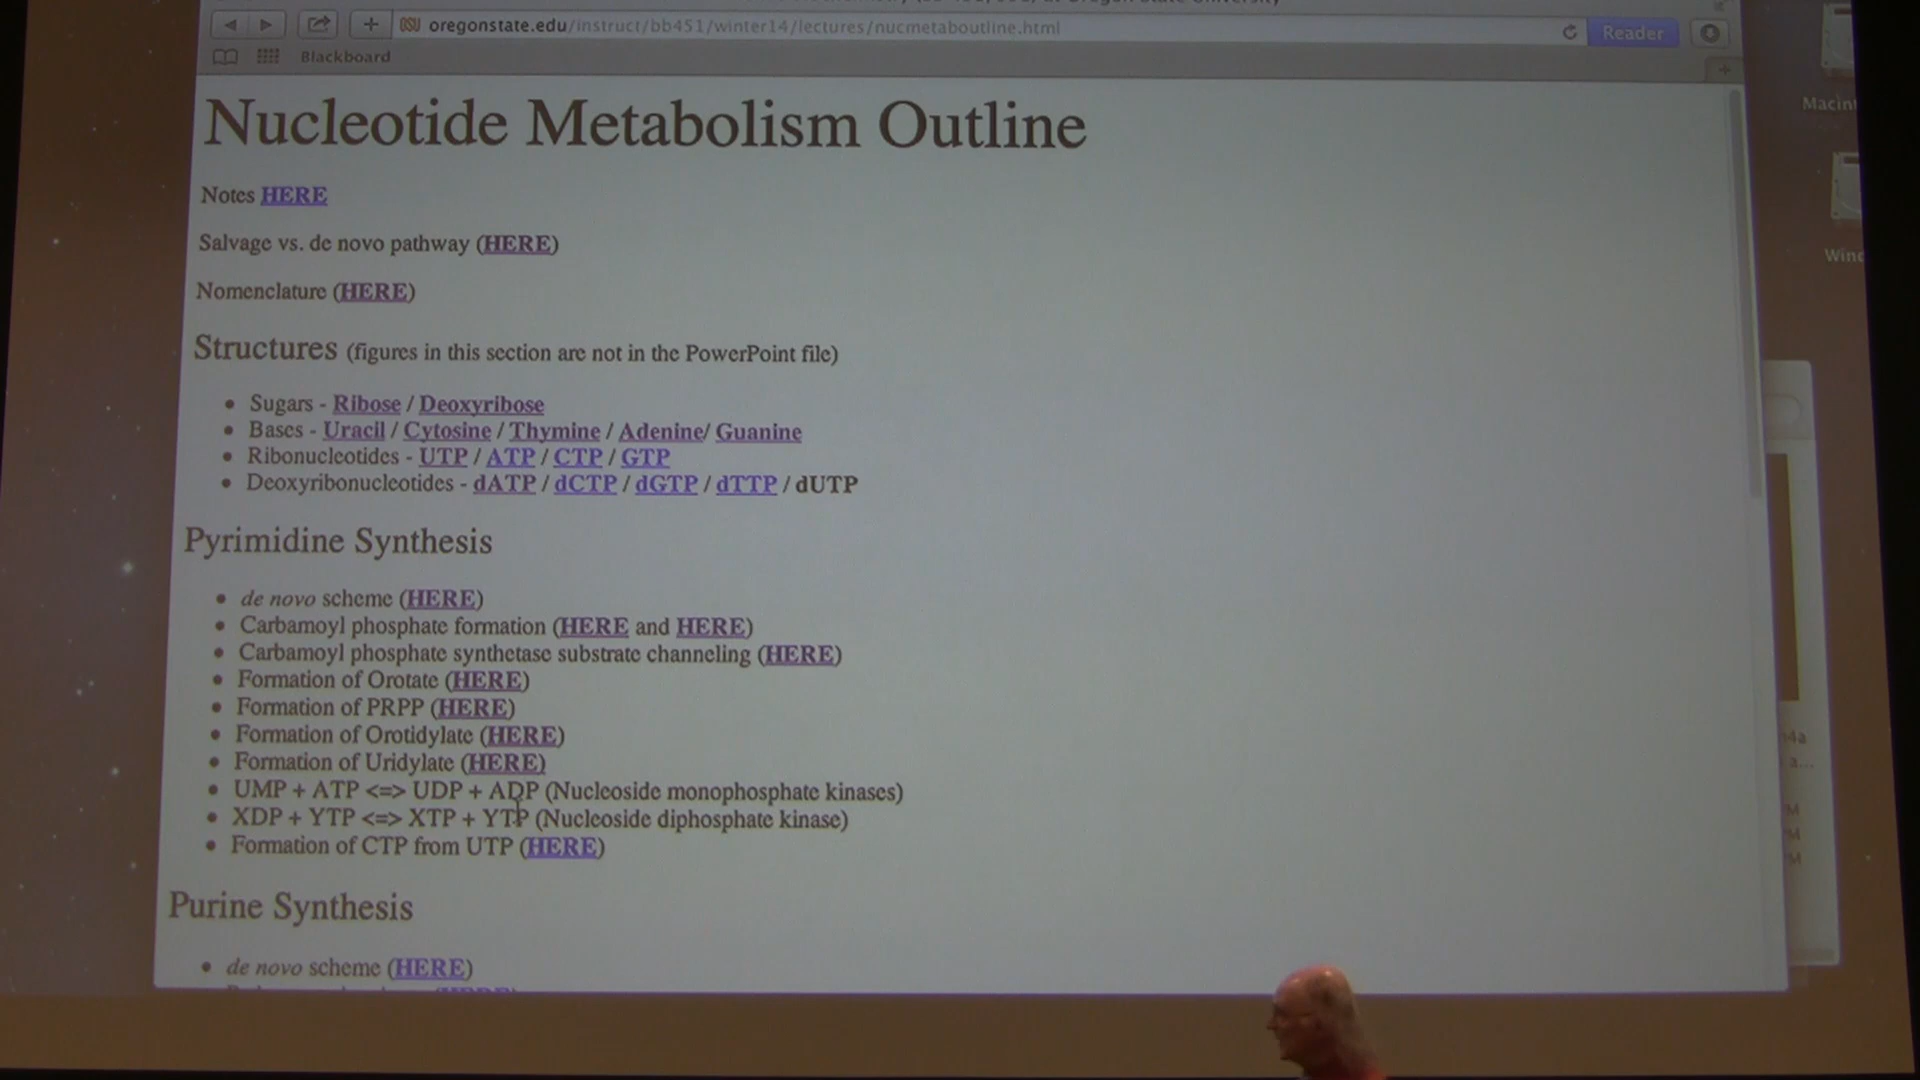 oregonstate.edu/instruct/bb451/winter14/lectures/nucmetaboutline.html
Reader
Blackboard
Nucleotide Metabolism Outline
Notes HERE
Salvage vs. de novo pathway (HERE)
Nomenclature (HERE)
Structures (figures in this section are not in the PowerPoint file)
• Sugars - Ribose / Deoxyribose
• Bases - Uracil / Cytosine / Thymine / Adenine/ Guanine
• Ribonucleotides - UTP / ATP / CTP / GTP
• Deoxyribonucleotides - dATP / dCTP / dGTP / dTTP / dUTP
Pyrimidine Synthesis
• de novo scheme (HERE)
• Carbamoyl phosphate formation (HERE and HERE)
• Carbamoyl phosphate synthetase substrate channeling (HERE)
• Formation of Orotate (HERE)
• Formation of PRPP (HERE)
• Formation of Orotidylate (HERE)
• Formation of Uridylate (HERE)
• UMP + ATP <=> UDP + ADP (Nucleoside monophosphate kinases)
• XDP + YTP <=> XTP + YTP (Nucleoside diphosphate kinase)
• Formation of CTP from UTP (HERE)
Purine Synthesis
• de novo scheme (HERE)